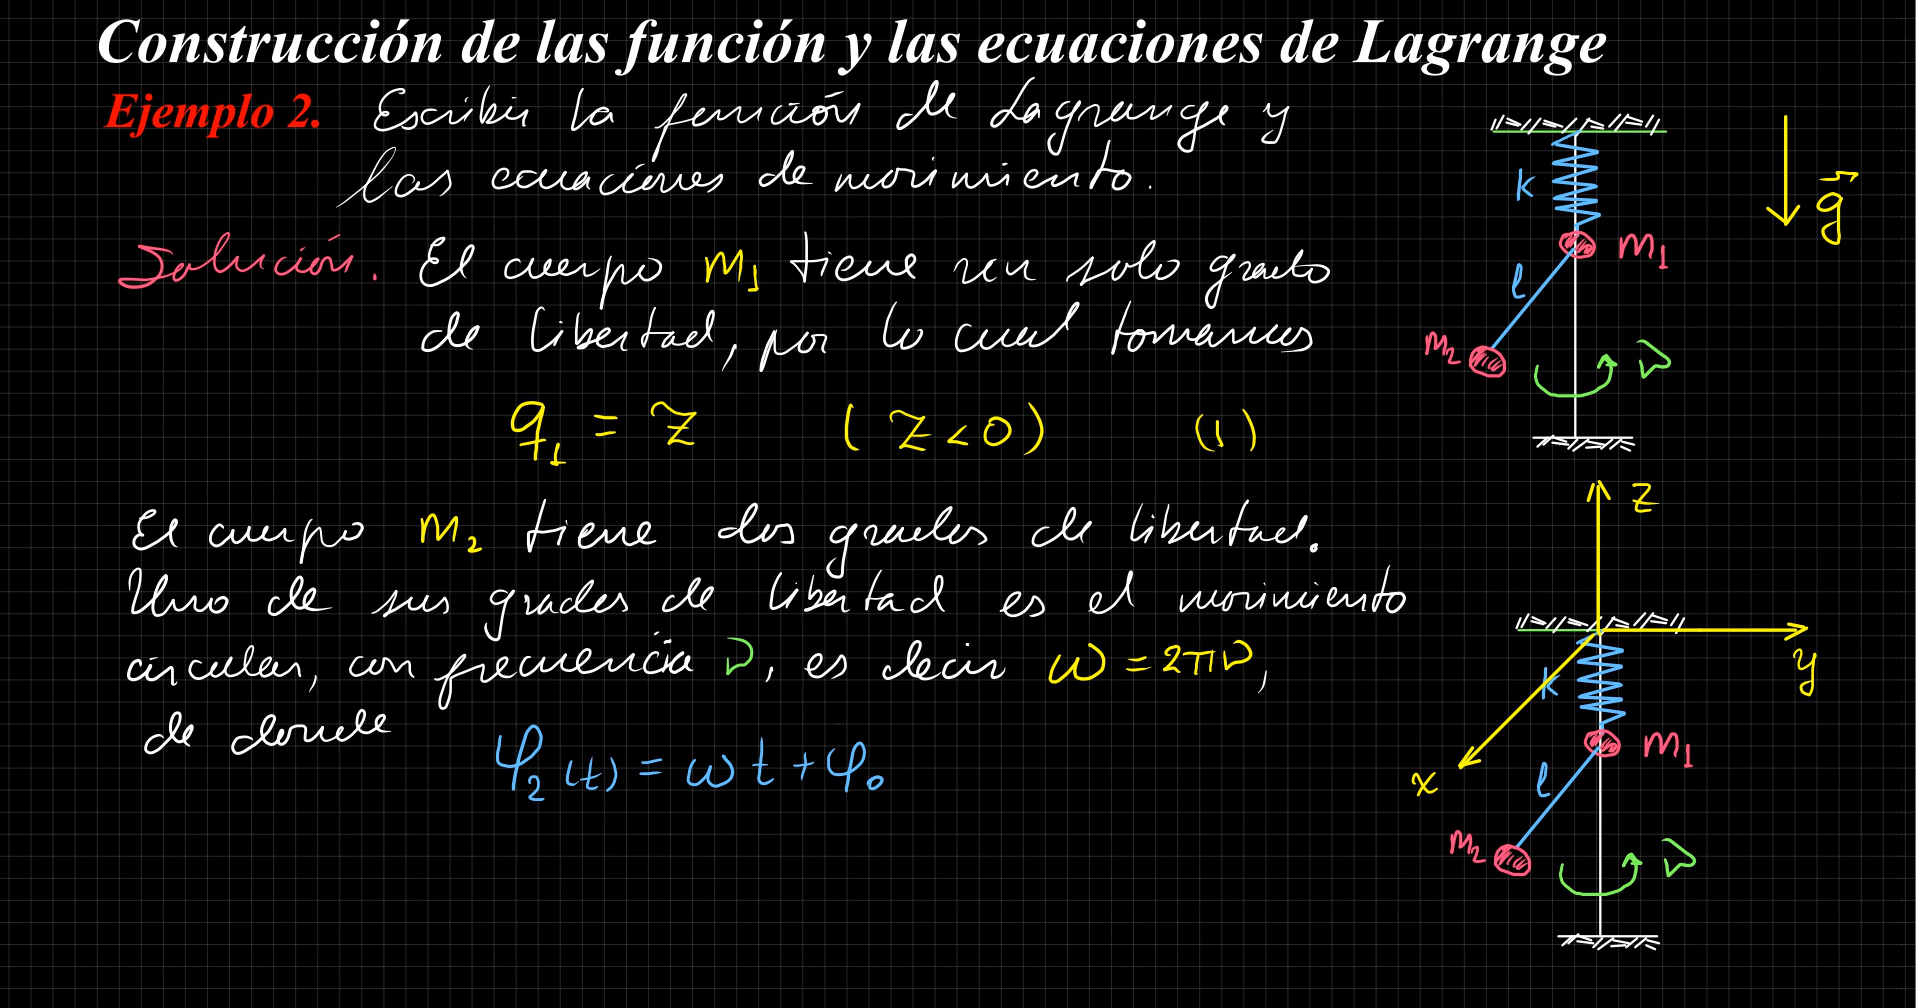 Construcción de las función y las ecuaciones de Lagrange
Ejemplo 2. Escribir la función de Lagrange y
las ecuaciones de movimiento.
Solución. El cuerpo m₁ tiene un solo grado
de libertad, por lo cual tomamos
q₁ = z (z<0) (1)
El cuerpo m₂ tiene dos grados de libertad.
Uno de sus grados de libertad es el movimiento
circular, con frecuencia ν, es decir ω = 2πν,
de donde
φ₂(t) = ωt + φ₀
k
g⃗
m₁
l
m₂
ν
z
y
k
x
m₁
l
m₂
ν